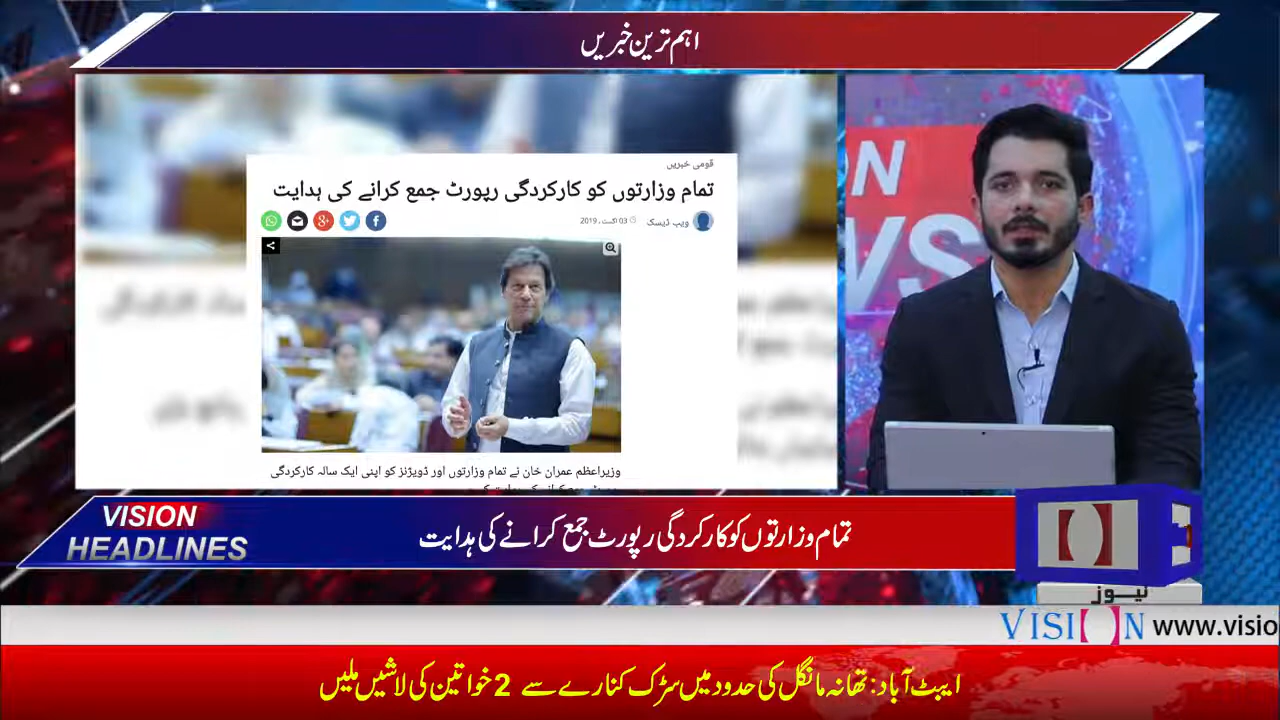 اہم ترین خبریں
قومی خبریں
تمام وزارتوں کو کارکردگی رپورٹ جمع کرانے کی ہدایت
ویب ڈیسک
03 اگست ، 2019
وزیراعظم عمران خان نے تمام وزارتوں اور ڈویژنز کو اپنی ایک سالہ کارکردگی
VISION
HEADLINES
تمام وزارتوں کو کارکردگی رپورٹ جمع کرانے کی ہدایت
نیوز
VISION www.visio
ایبٹ آباد: تھانہ مانگل کی حدود میں سڑک کنارے سے 2 خواتین کی لاشیں ملیں